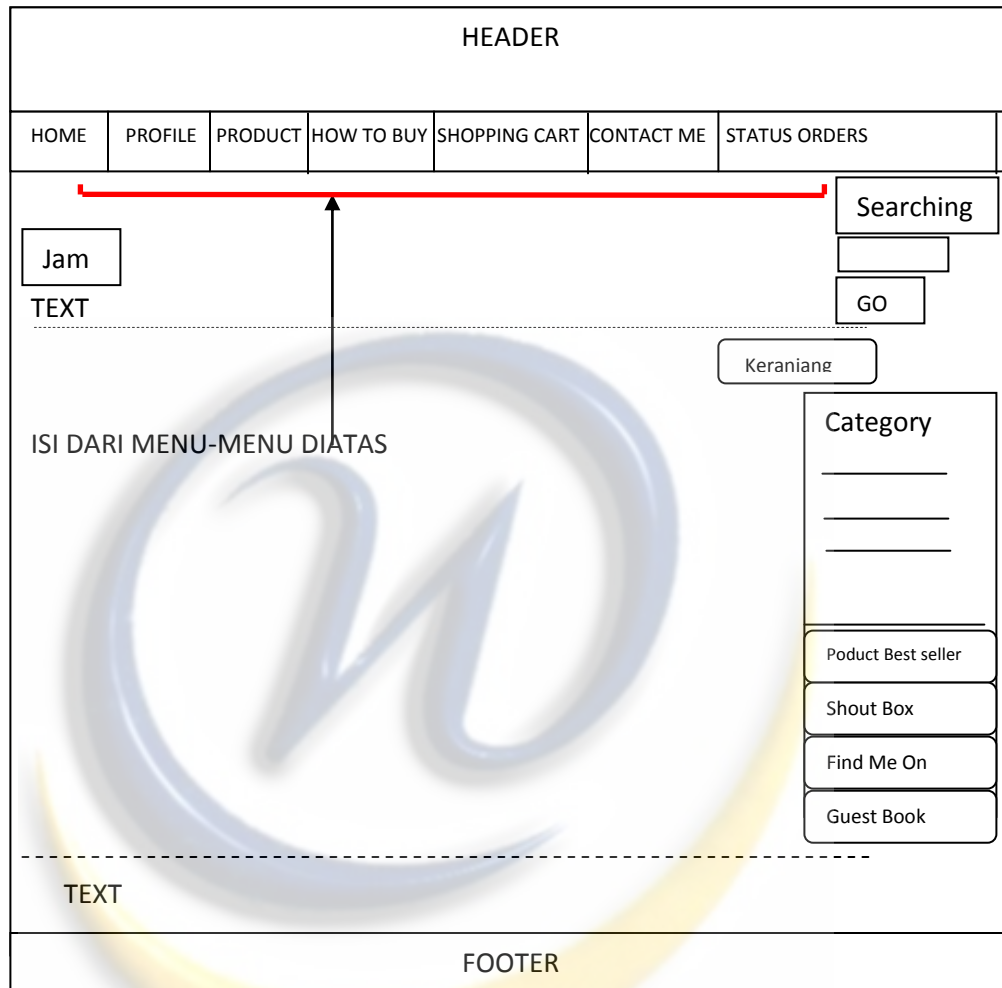 HEADER
HOME PROFILE PRODUCT HOW TO BUY SHOPPING CART CONTACT ME STATUS ORDERS
Searching
Jam
TEXT
GO
Keranjang
Category
ISI DARI MENU-MENU DIATAS
Poduct Best seller
Shout Box
Find Me On
Guest Book
TEXT
FOOTER